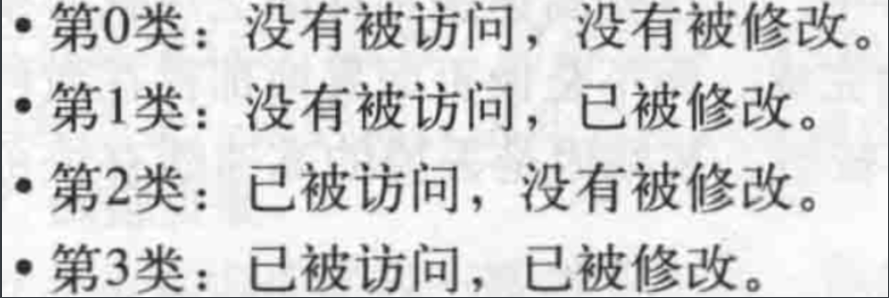 • 第0类：没有被访问，没有被修改。
• 第1类：没有被访问，已被修改。
• 第2类：已被访问，没有被修改。
• 第3类：已被访问，已被修改。